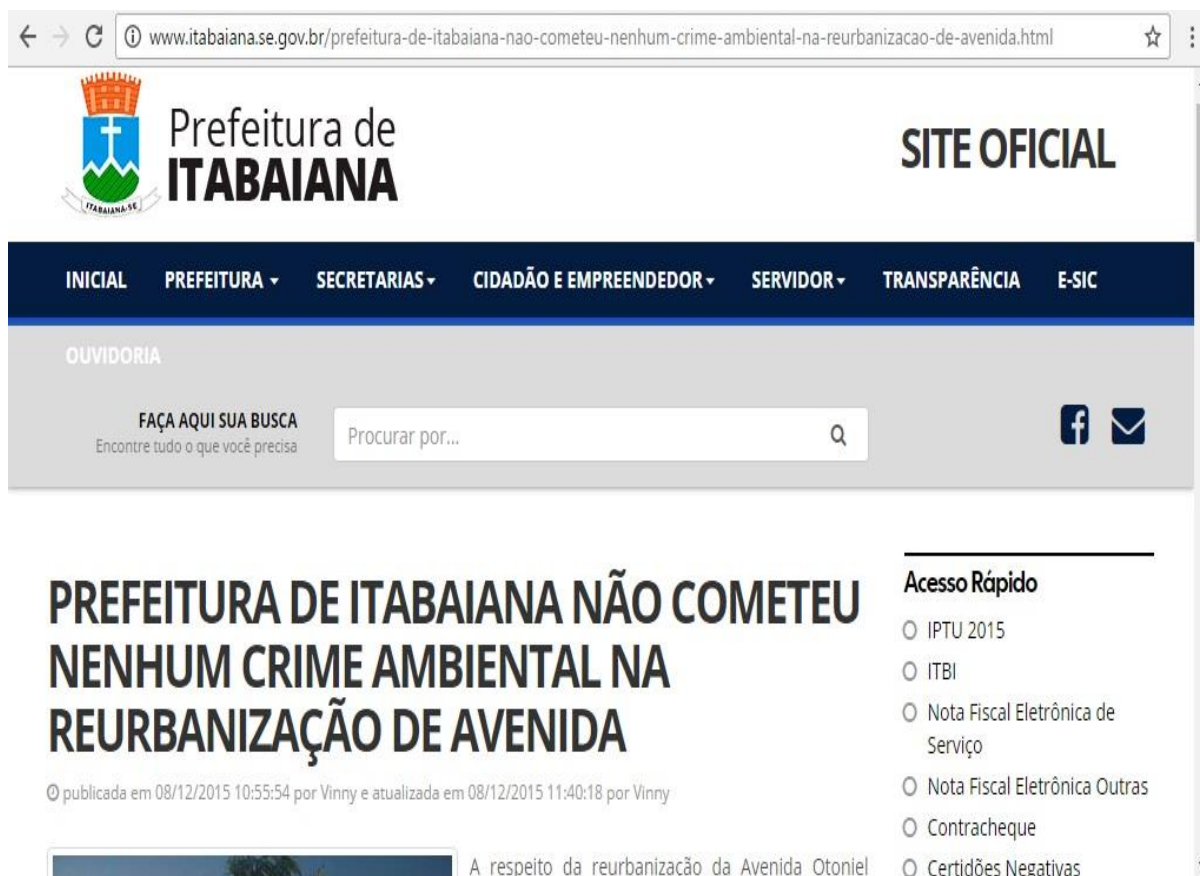 www.itabaiana.se.gov.br/prefeitura-de-itabaiana-nao-cometeu-nenhum-crime-ambiental-na-reurbanizacao-de-avenida.html
Prefeitura de
ITABAIANA
ITABAIANA-SE
SITE OFICIAL
INICIAL PREFEITURA SECRETARIAS CIDADÃO E EMPREENDEDOR SERVIDOR TRANSPARÊNCIA E-SIC
OUVIDORIA
FAÇA AQUI SUA BUSCA
Encontre tudo o que você precisa
Procurar por...
PREFEITURA DE ITABAIANA NÃO COMETEU
NENHUM CRIME AMBIENTAL NA
REURBANIZAÇÃO DE AVENIDA
publicada em 08/12/2015 10:55:54 por Vinny e atualizada em 08/12/2015 11:40:18 por Vinny
A respeito da reurbanização da Avenida Otoniel
Acesso Rápido
IPTU 2015
ITBI
Nota Fiscal Eletrônica de
Serviço
Nota Fiscal Eletrônica Outras
Contracheque
Certidões Negativas